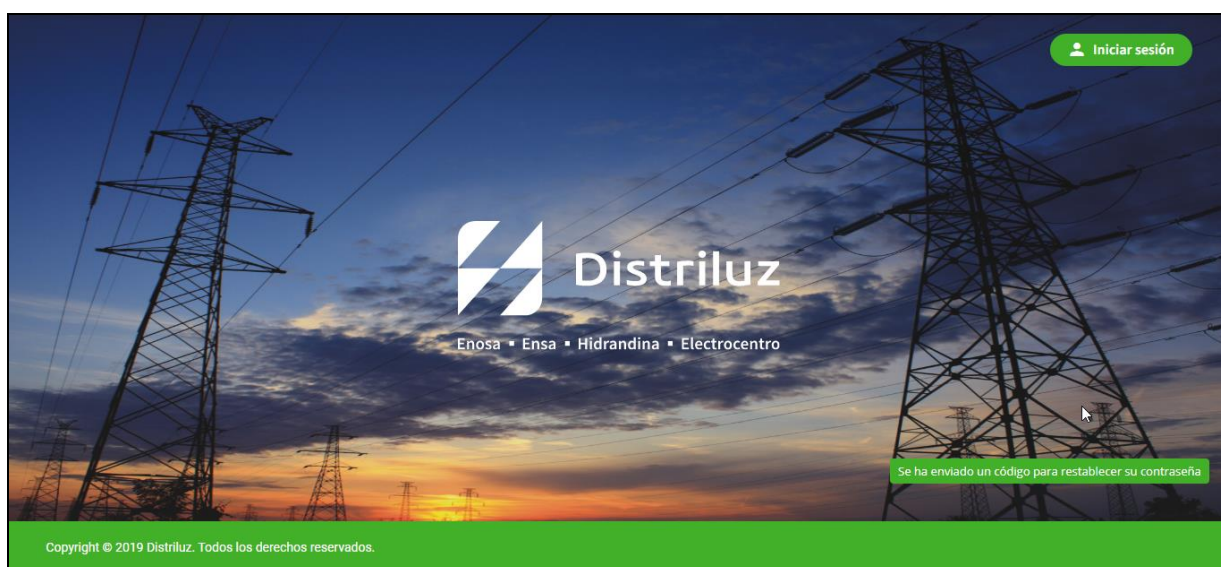 Iniciar sesión
Distriluz
Enosa ▪ Ensa ▪ Hidrandina ▪ Electrocentro
Se ha enviado un código para restablecer su contraseña
Copyright © 2019 Distriluz. Todos los derechos reservados.